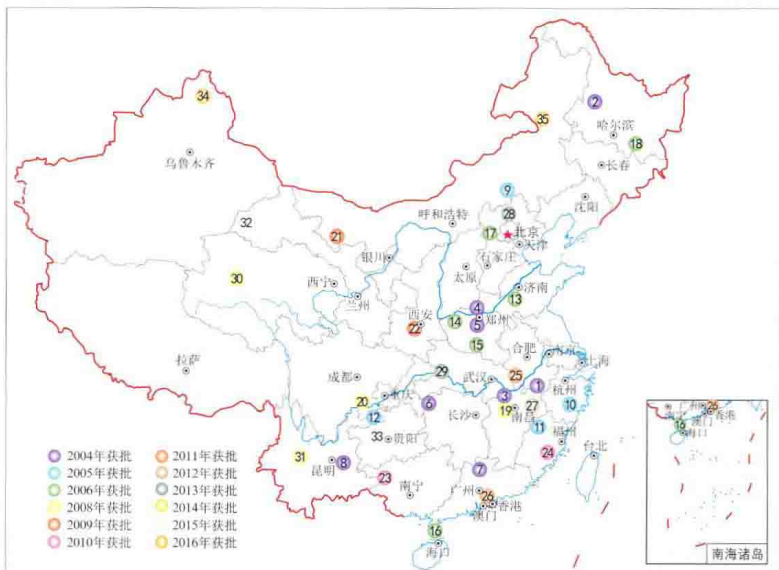 34
2
35
哈尔滨
18
长春
乌鲁木齐
9
沈阳
32
呼和浩特
28
21
17
北京
天津
银川
石家庄
30
太原
西宁
13
济南
兰州
4
西安
14
郑州
22
5
15
合肥
南京
上海
拉萨
成都
29
武汉
25
杭州
重庆
1
20
6
3
10
12
长沙
19
27
南昌
11
33
贵阳
福州
31
昆明
8
7
24
台北
23
广州
南宁
26
香港
澳门
16
海口
2004年获批
2005年获批
2006年获批
2008年获批
2009年获批
2010年获批
2011年获批
2012年获批
2013年获批
2014年获批
2015年获批
2016年获批
广州
26
南宁
香港
澳门
16
海口
南海诸岛